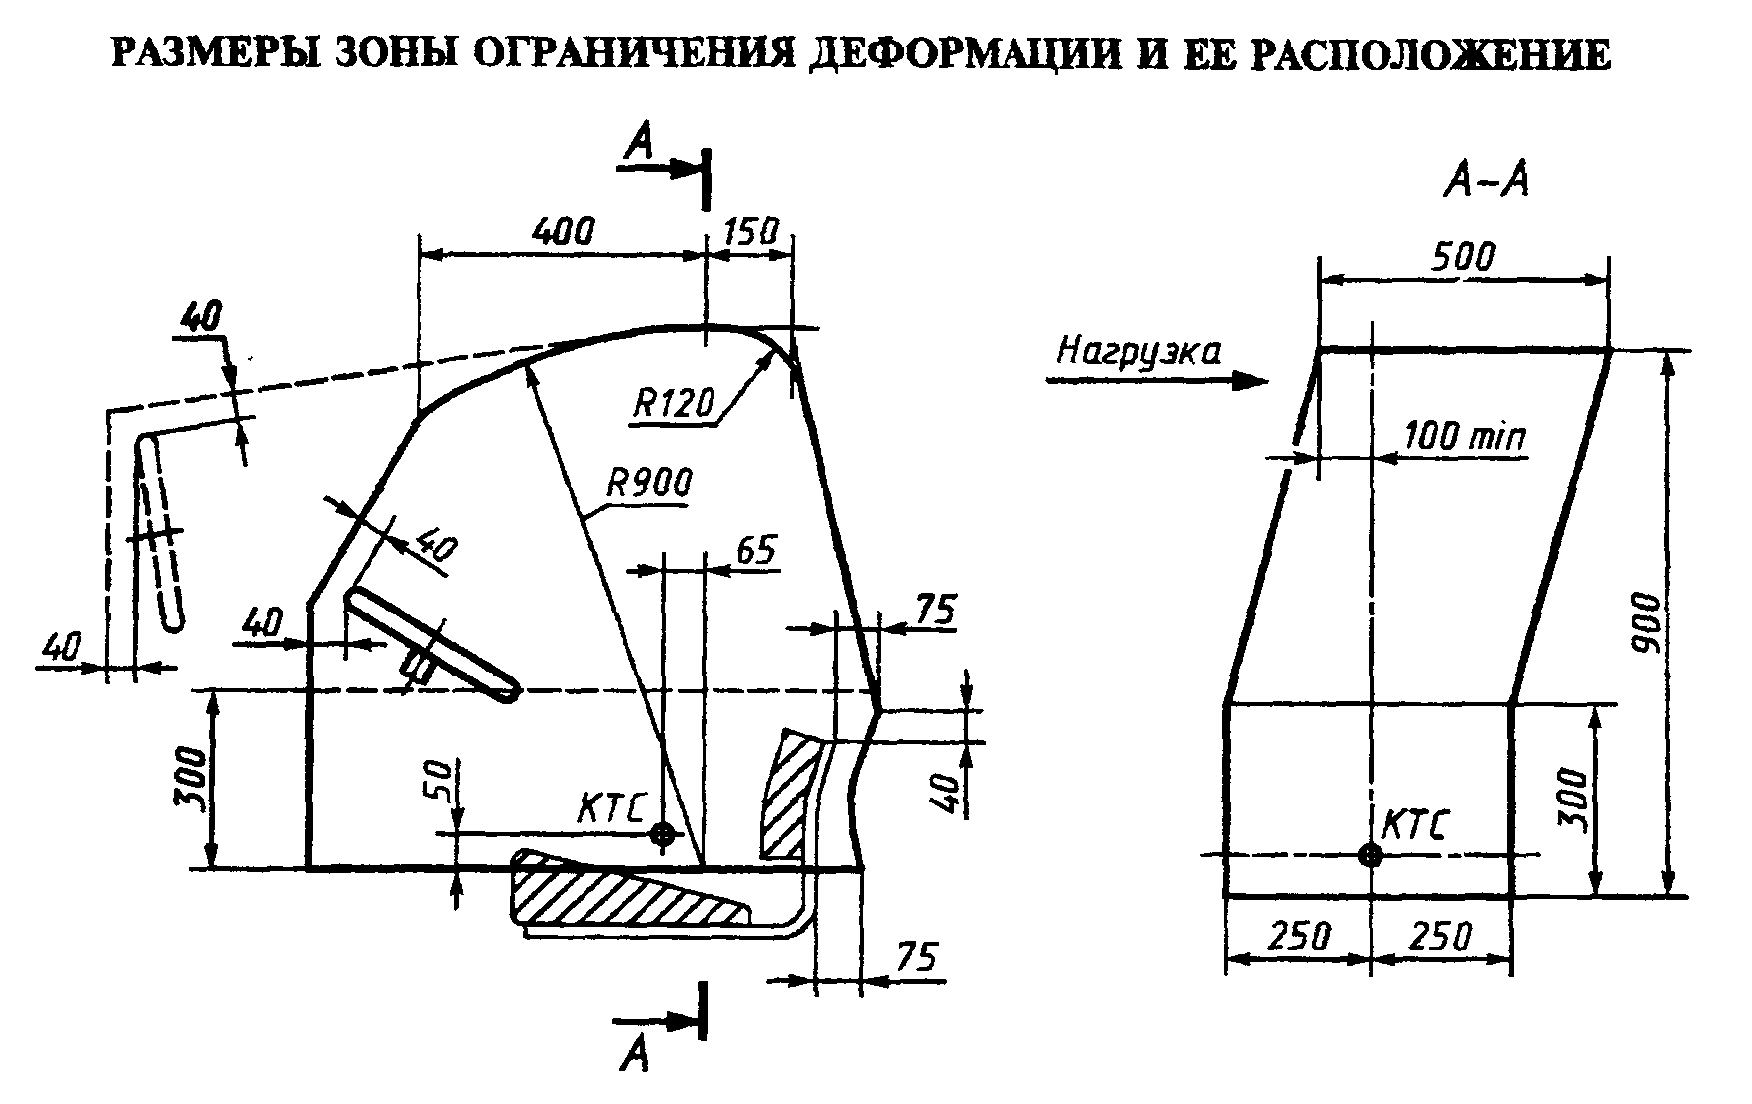 РАЗМЕРЫ ЗОНЫ ОГРАНИЧЕНИЯ ДЕФОРМАЦИИ И ЕЕ РАСПОЛОЖЕНИЕ
А
А-А
400
150
500
40
Нагрузка
R120
100 min
R900
40
65
40
75
40
900
300
50
КТС
40
300
КТС
250
250
75
А